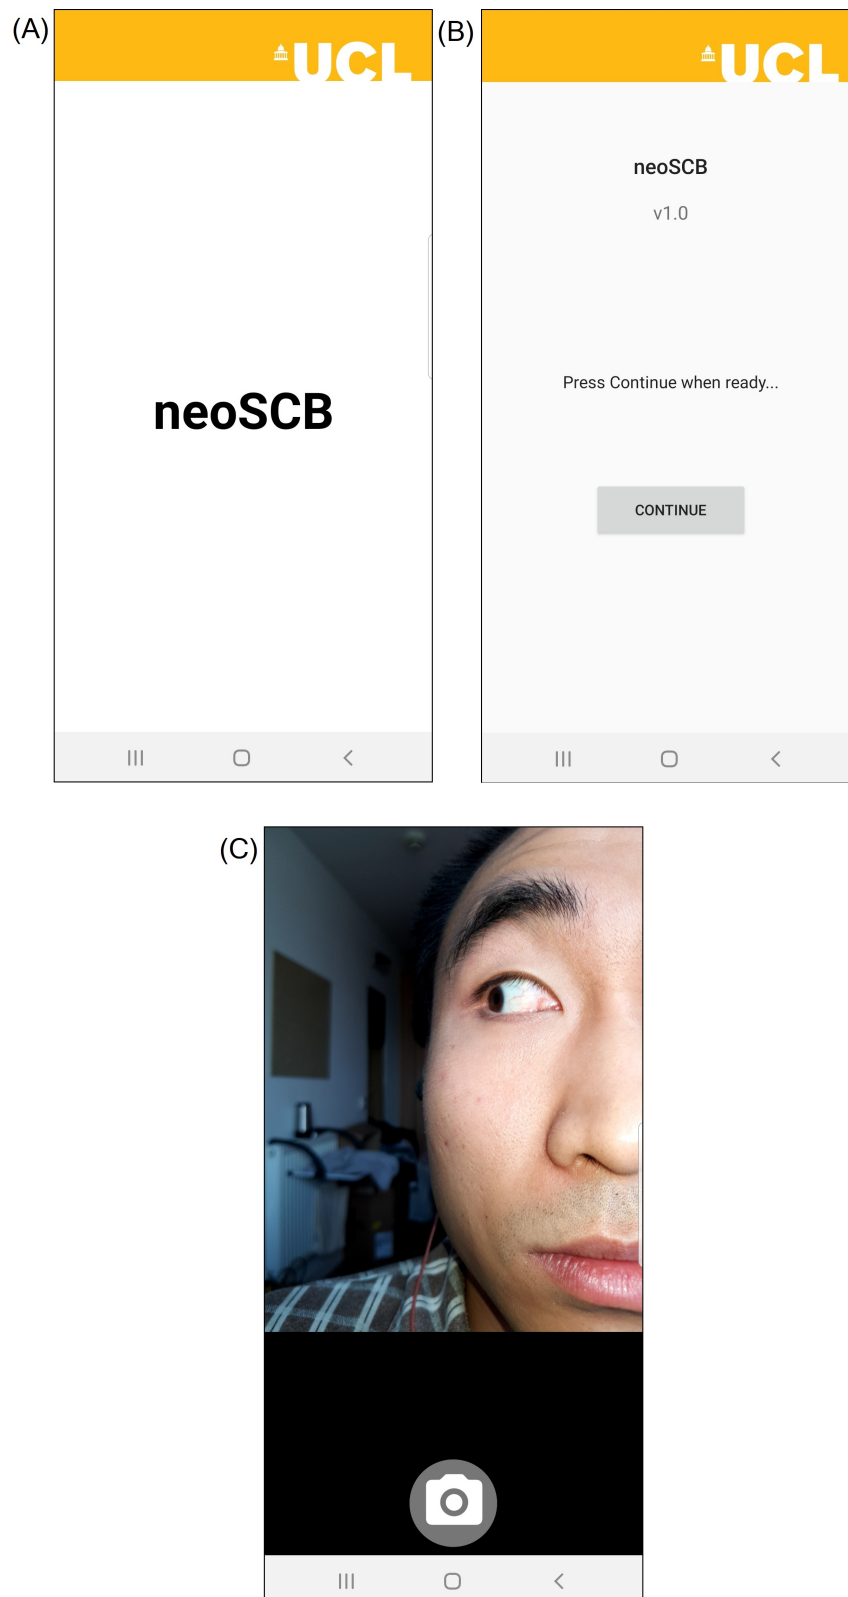 (A)
UCL
neoSCB
(B)
UCL
neoSCB
v1.0
Press Continue when ready...
CONTINUE
(C)